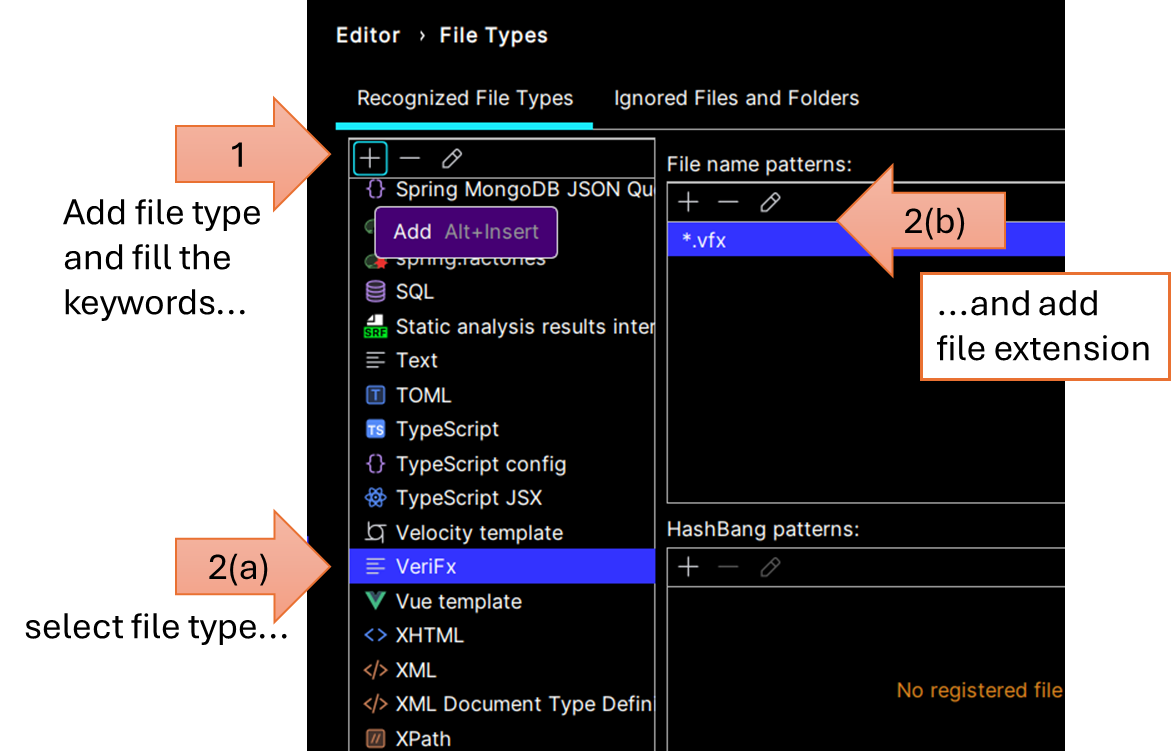 Editor › File Types
Recognized File Types
Ignored Files and Folders
1
Add file type
and fill the
keywords...
Spring MongoDB JSON Qu
Add Alt+Insert
spring.factories
SQL
SRF
Static analysis results inter
Text
T
TOML
TS
TypeScript
TypeScript config
TypeScript JSX
Velocity template
2(a)
select file type...
VeriFx
Vue template
XHTML
XML
XML Document Type Defin
XPath
File name patterns:
*.vfx
2(b)
...and add
file extension
HashBang patterns:
No registered file